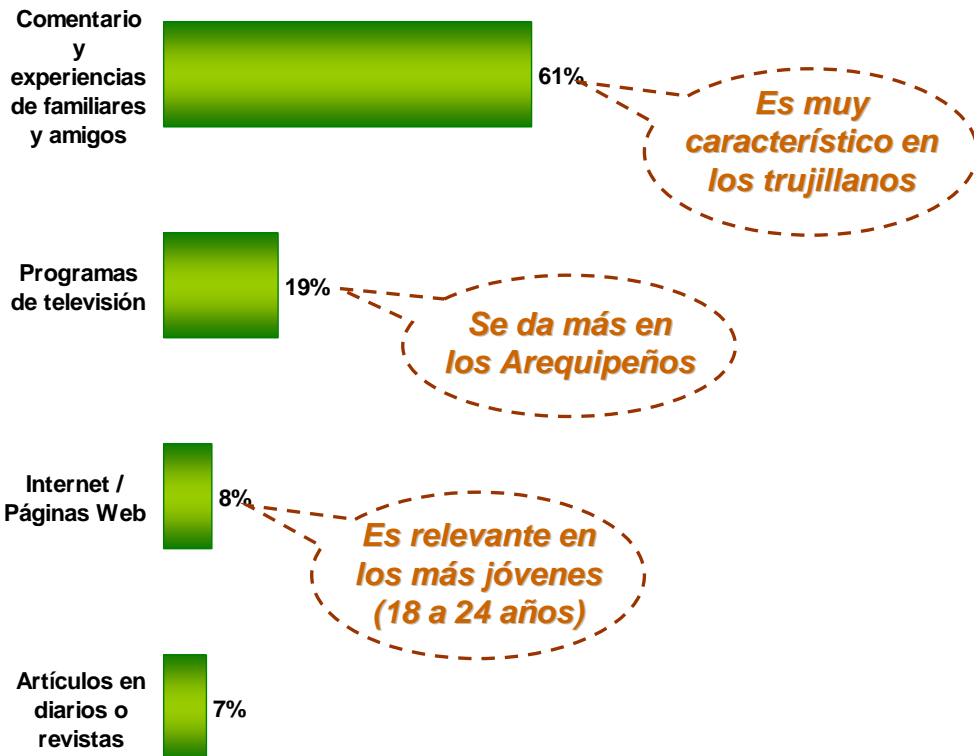 Comentario
y
experiencias
de familiares
y amigos
61%
Es muy
característico en
los trujillanos
Programas
de televisión
19%
Se da más en
los Arequipeños
Internet /
Páginas Web
8%
Es relevante en
los más jóvenes
(18 a 24 años)
Artículos en
diarios o
revistas
7%